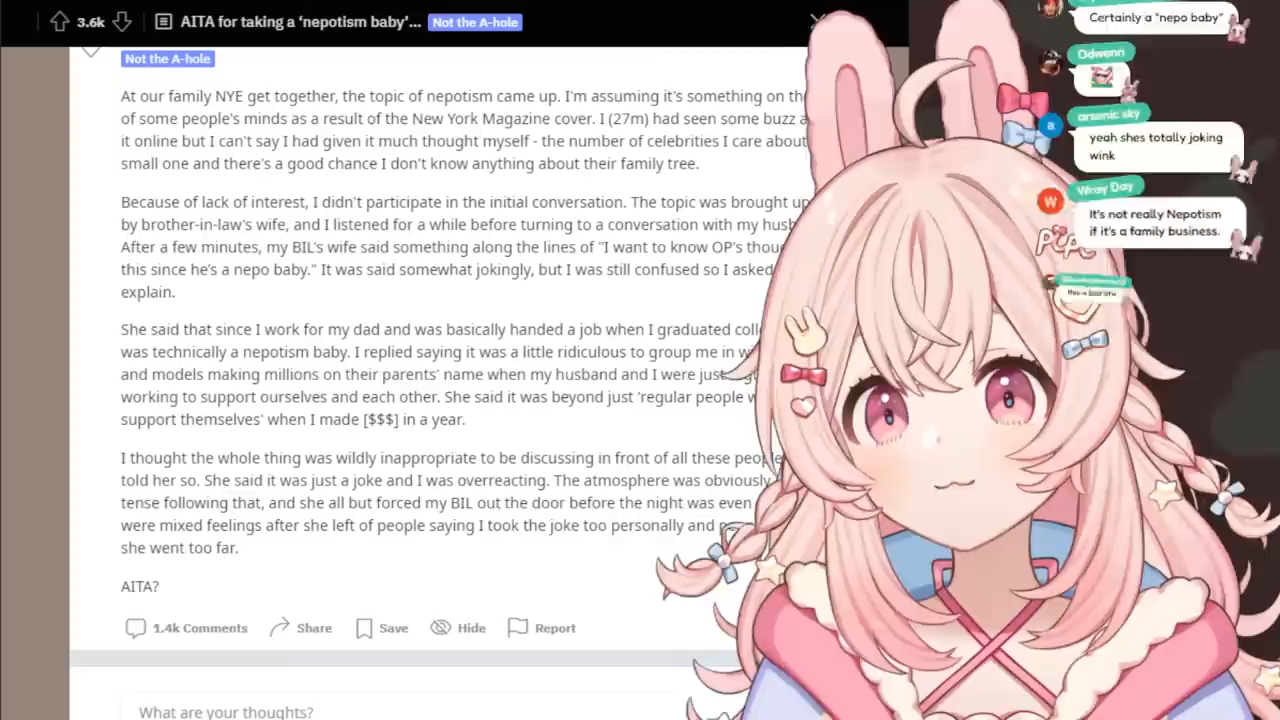 3.6k
AITA for taking a ‘nepotism baby’...
Not the A-hole
Not the A-hole
At our family NYE get together, the topic of nepotism came up. I'm assuming it's something on th
of some people's minds as a result of the New York Magazine cover. I (27m) had seen some buzz a
it online but I can't say I had given it much thought myself - the number of celebrities I care about
small one and there's a good chance I don't know anything about their family tree.
Because of lack of interest, I didn't participate in the initial conversation. The topic was brought up
by brother-in-law's wife, and I listened for a while before turning to a conversation with my husb
After a few minutes, my BIL's wife said something along the lines of "I want to know OP's thou
this since he's a nepo baby." It was said somewhat jokingly, but I was still confused so I asked
explain.
She said that since I work for my dad and was basically handed a job when I graduated coll
was technically a nepotism baby. I replied saying it was a little ridiculous to group me in w
and models making millions on their parents' name when my husband and I were just
working to support ourselves and each other. She said it was beyond just 'regular people w
support themselves' when I made [$$$] in a year.
I thought the whole thing was wildly inappropriate to be discussing in front of all these people
told her so. She said it was just a joke and I was overreacting. The atmosphere was obviously
tense following that, and she all but forced my BIL out the door before the night was even
were mixed feelings after she left of people saying I took the joke too personally and
she went too far.
AITA?
1.4k Comments
Share
Save
Hide
Report
What are your thoughts?
Certainly a "nepo baby"
Odwenn
arsenic sky
yeah shes totally joking
wink
Wray Day
It's not really Nepotism
if it's a family business.